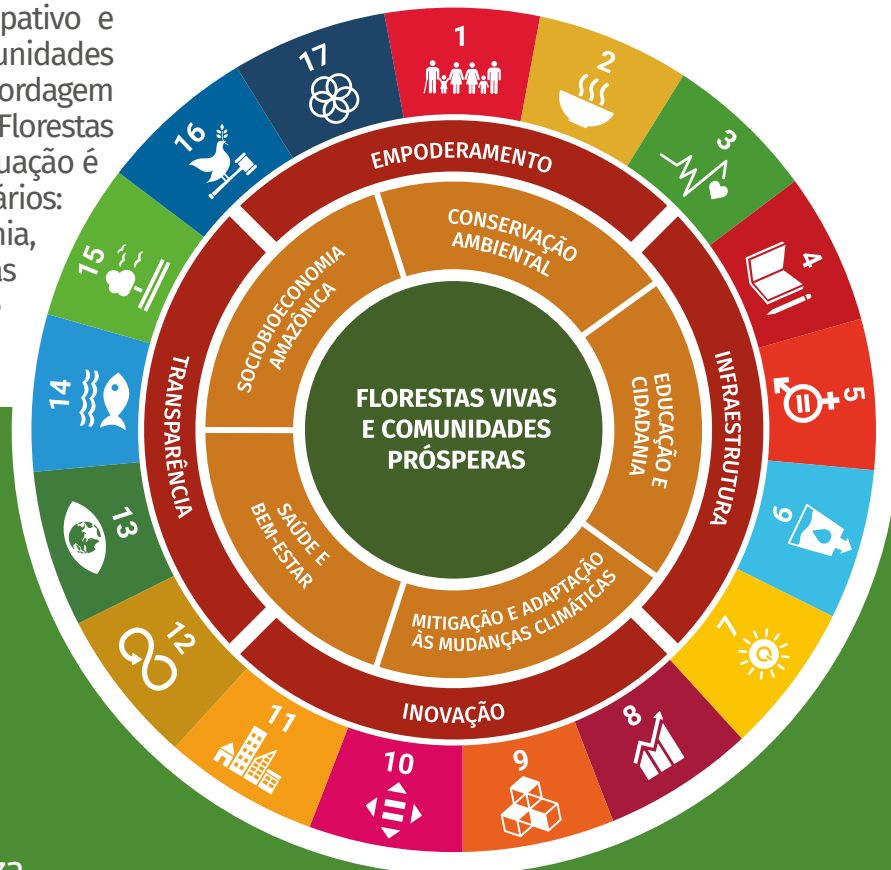 pativo e
unidades
ordagem
Florestas
uação é
ários:
nia,
as
1
2
3
4
5
6
7
8
9
10
11
12
13
14
15
16
17
EMPODERAMENTO
INFRAESTRUTURA
INOVAÇÃO
TRANSPARÊNCIA
CONSERVAÇÃO
AMBIENTAL
EDUCAÇÃO E
CIDADANIA
MITIGAÇÃO E ADAPTAÇÃO
ÀS MUDANÇAS CLIMÁTICAS
SAÚDE E
BEM-ESTAR
SOCIOBIOECONOMIA
AMAZÔNICA
FLORESTAS VIVAS
E COMUNIDADES
PRÓSPERAS